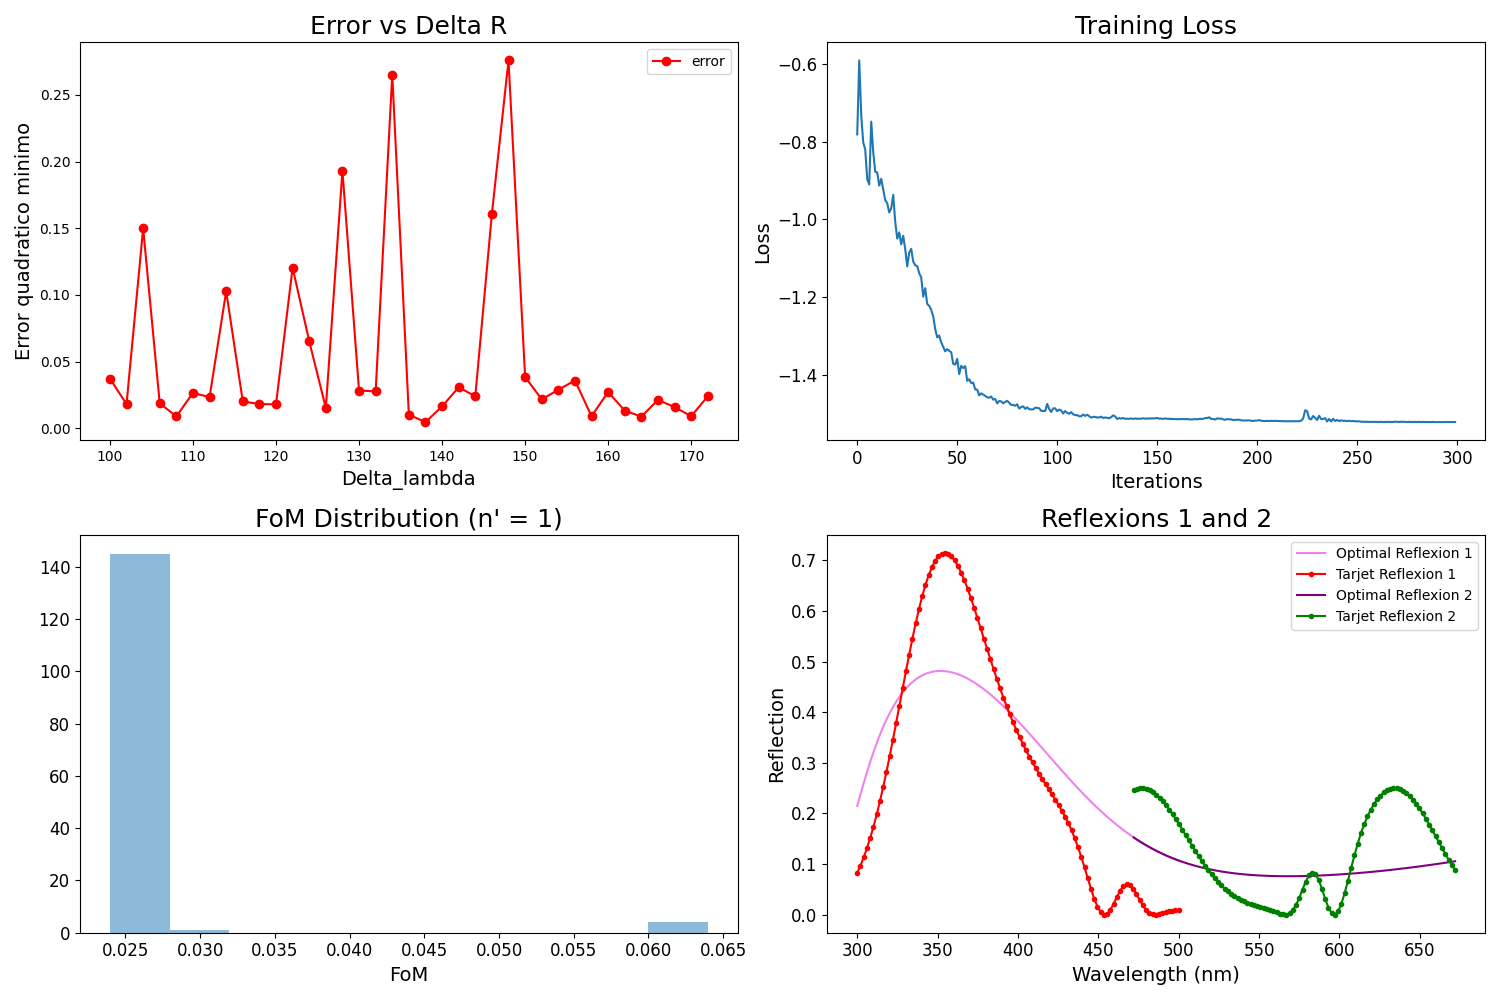 Error vs Delta R
error
Error quadratico minimo
0.25
0.20
0.15
0.10
0.05
0.00
100 110 120 130 140 150 160 170
Delta_lambda
Training Loss
Loss
−0.6
−0.8
−1.0
−1.2
−1.4
0 50 100 150 200 250 300
Iterations
FoM Distribution (n' = 1)
140
120
100
80
60
40
20
0
0.025 0.030 0.035 0.040 0.045 0.050 0.055 0.060 0.065
FoM
Reflexions 1 and 2
Optimal Reflexion 1
Tarjet Reflexion 1
Optimal Reflexion 2
Tarjet Reflexion 2
Reflection
0.7
0.6
0.5
0.4
0.3
0.2
0.1
0.0
300 350 400 450 500 550 600 650
Wavelength (nm)